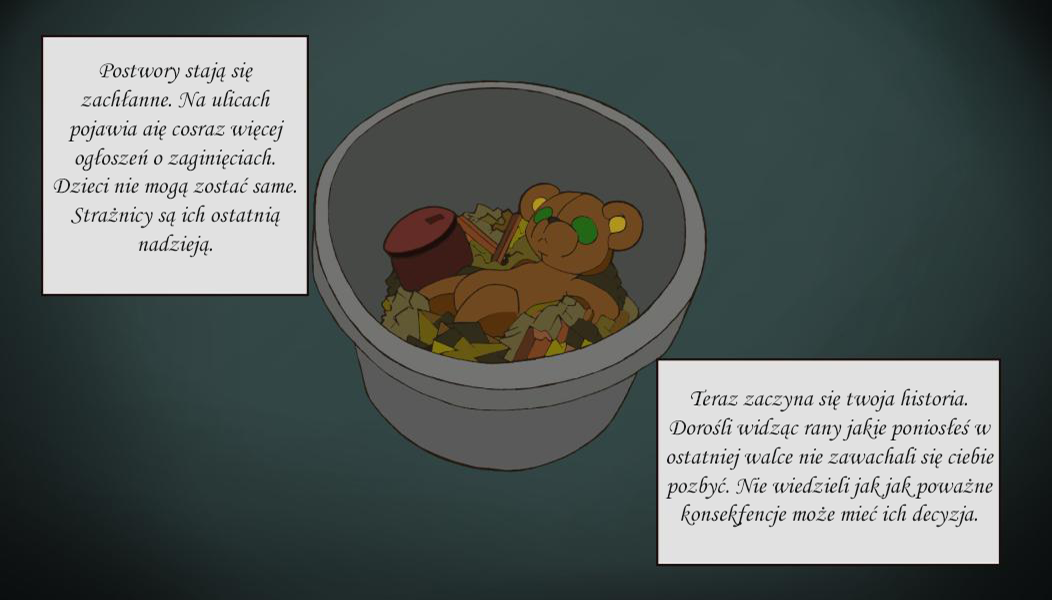 Postwory stają się
zachłanne. Na ulicach
pojawia aię cosraz więcej
ogłoszeń o zaginięciach.
Dzieci nie mogą zostać same.
Strażnicy są ich ostatnią
nadzieją.
Teraz zaczyna się twoja historia.
Dorośli widząc rany jakie poniosłeś w
ostatniej walce nie zawachali się ciebie
pozbyć. Nie wiedzieli jak jak poważne
konsekfencje może mieć ich decyzja.